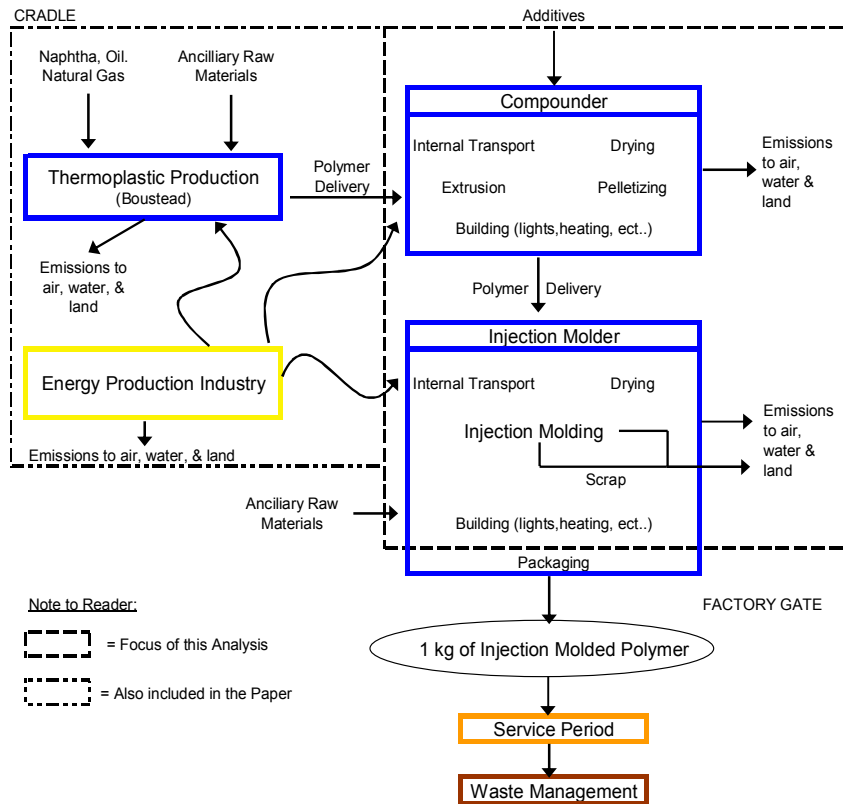 CRADLE
Additives
Naphtha, Oil.
Natural Gas
Ancilliary Raw
Materials
Compounder
Internal Transport
Drying
Extrusion
Pelletizing
Building (lights,heating, ect..)
Emissions
to air,
water &
land
Thermoplastic Production
(Boustead)
Polymer
Delivery
Emissions to
air, water, &
land
Polymer
Delivery
Injection Molder
Internal Transport
Drying
Injection Molding
Scrap
Building (lights,heating, ect..)
Emissions
to air,
water &
land
Energy Production Industry
Emissions to air, water, & land
Anciliary Raw
Materials
Packaging
FACTORY GATE
Note to Reader:
= Focus of this Analysis
= Also included in the Paper
1 kg of Injection Molded Polymer
Service Period
Waste Management